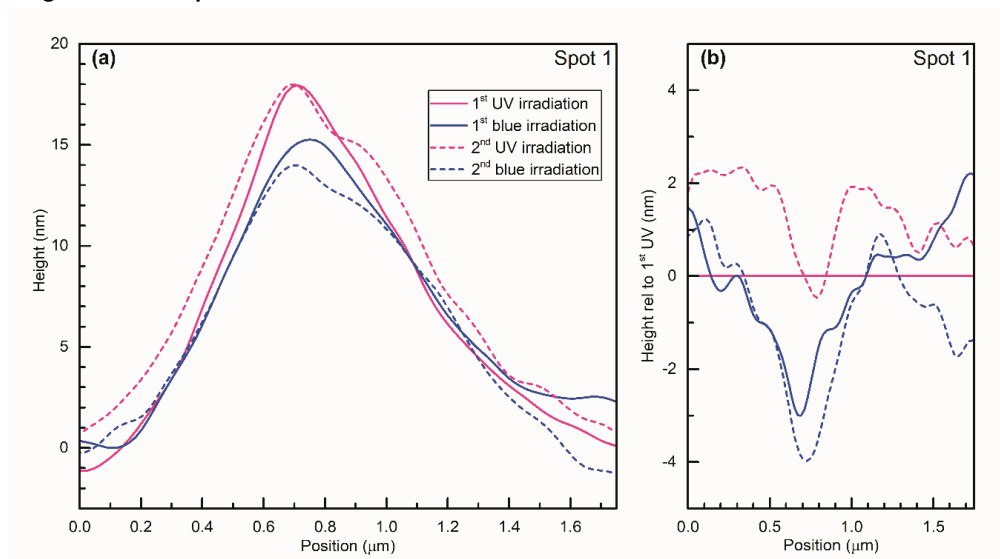 (a)
Spot 1
1st UV irradiation
1st blue irradiation
2nd UV irradiation
2nd blue irradiation
20
15
10
5
0
Height (nm)
0.0 0.2 0.4 0.6 0.8 1.0 1.2 1.4 1.6
Position (μm)
(b)
Spot 1
4
2
0
-2
-4
Height rel to 1st UV (nm)
0.0 0.5 1.0 1.5
Position (μm)